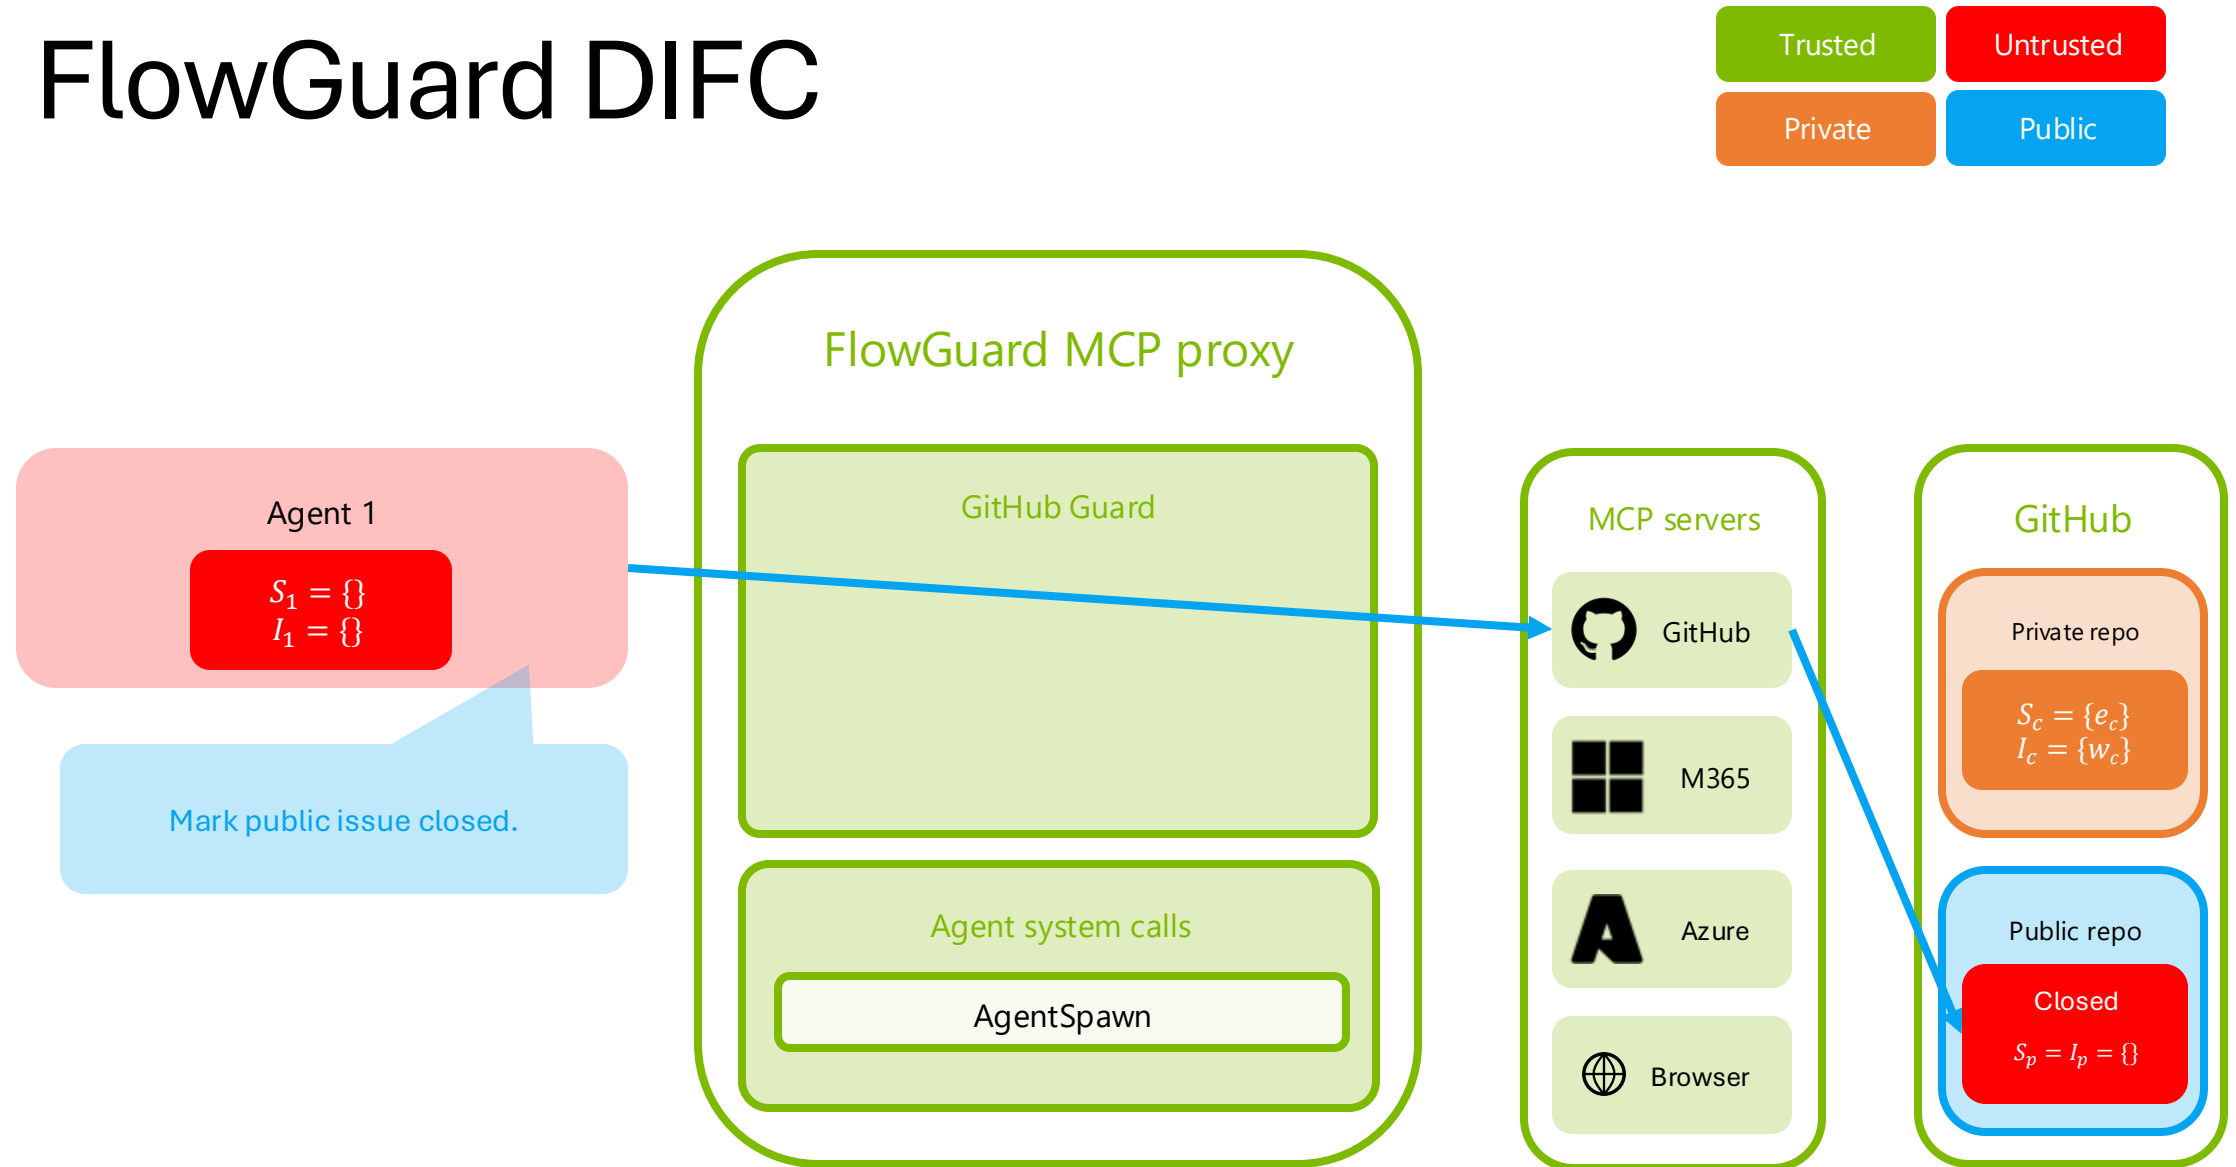 FlowGuard DIFC
Trusted
Untrusted
Private
Public
FlowGuard MCP proxy
GitHub Guard
Agent 1
S₁ = {}
I₁ = {}
Mark public issue closed.
Agent system calls
AgentSpawn
MCP servers
GitHub
M365
Azure
Browser
GitHub
Private repo
S_c = {e_c}
I_c = {w_c}
Public repo
Closed
S_p = I_p = {}